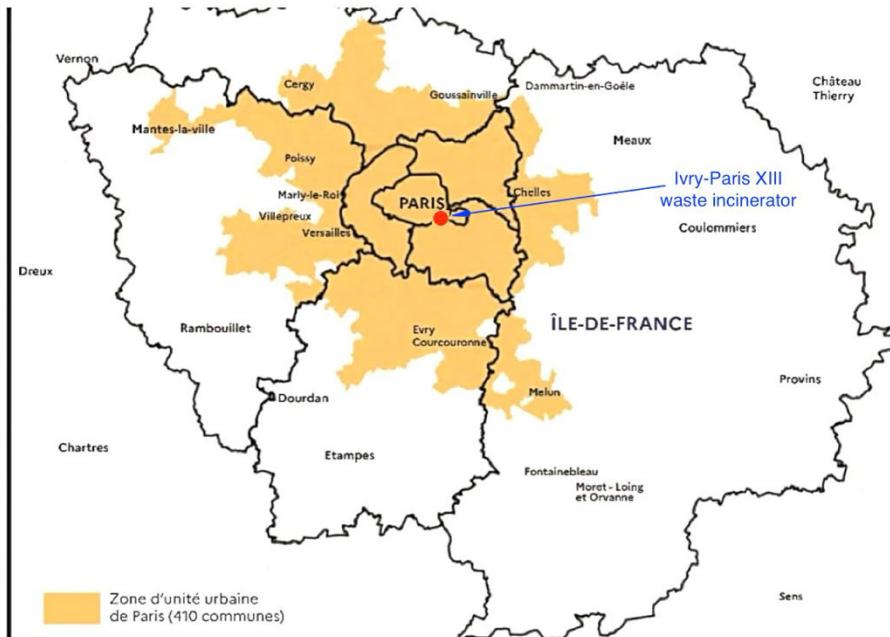 Vernon
Cergy
Goussainville
Dammartin-en-Goële
Château
Thierry
Mantes-la-ville
Poissy
Meaux
Marly-le-Roi
PARIS
Chelles
Ivry-Paris XIII
waste incinerator
Villepreux
Versailles
Coulommiers
Dreux
Rambouillet
Evry
Courcouronne
ÎLE-DE-FRANCE
Dourdan
Melun
Provins
Chartres
Etampes
Fontainebleau
Moret-Loing
et Orvanne
Zone d'unité urbaine
de Paris (410 communes)
Sens